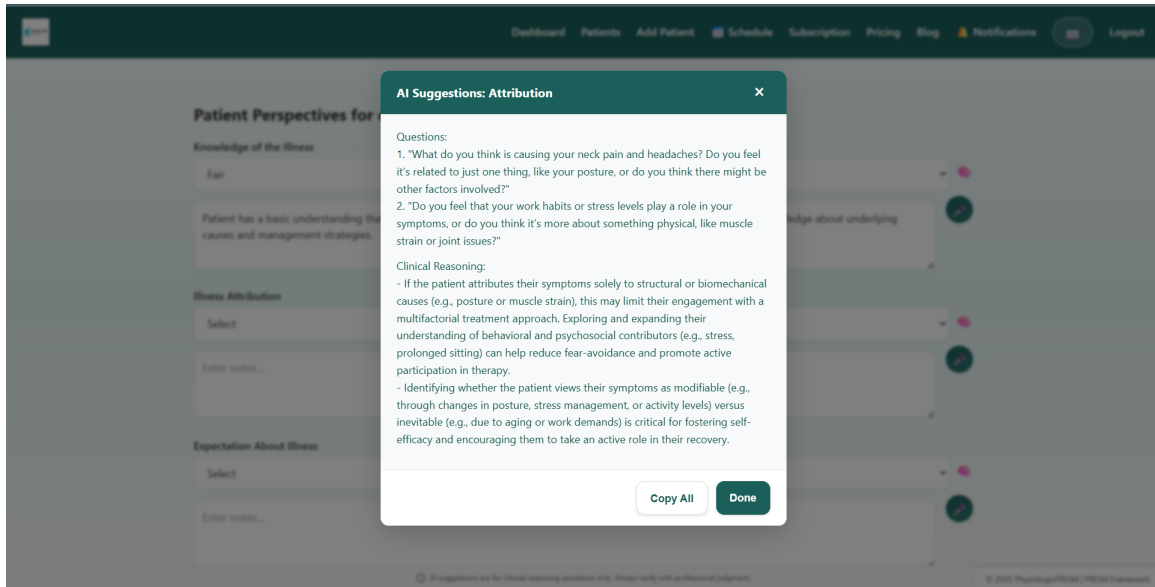 Dashboard Patients Add Patient Schedule Subscription Pricing Blog Notifications Logout
AI Suggestions: Attribution
Patient Perspectives for
Knowledge of the Illness
Fair
Patient has a basic understanding tha
ledge about underlying
causes and management strategies.
Illness Attribution
Select
Enter notes...
Expectation About Illness
Select
Enter notes...
Questions:
1. "What do you think is causing your neck pain and headaches? Do you feel
it's related to just one thing, like your posture, or do you think there might be
other factors involved?"
2. "Do you feel that your work habits or stress levels play a role in your
symptoms, or do you think it's more about something physical, like muscle
strain or joint issues?"
Clinical Reasoning:
- If the patient attributes their symptoms solely to structural or biomechanical
causes (e.g., posture or muscle strain), this may limit their engagement with a
multifactorial treatment approach. Exploring and expanding their
understanding of behavioral and psychosocial contributors (e.g., stress,
prolonged sitting) can help reduce fear-avoidance and promote active
participation in therapy.
- Identifying whether the patient views their symptoms as modifiable (e.g.,
through changes in posture, stress management, or activity levels) versus
inevitable (e.g., due to aging or work demands) is critical for fostering self-
efficacy and encouraging them to take an active role in their recovery.
Copy All Done
AI suggestions are for clinical reasoning assistance only. Always verify with professional judgment.
© 2025 PhysiologicPRISM | PRISM Framework